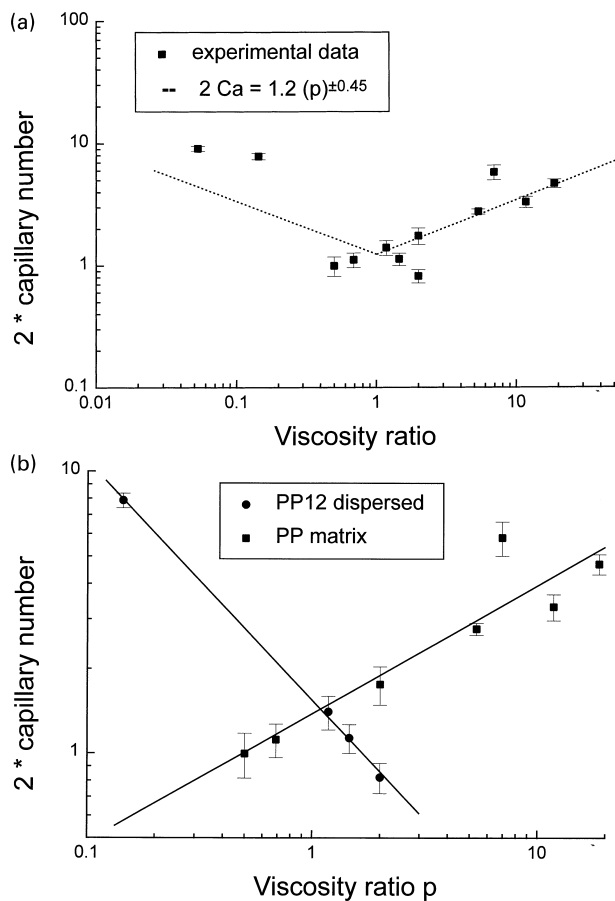 (a)
100
10
1
0.1
2 * capillary number
experimental data
2 Ca = 1.2 (p)±0.45
0.01 0.1 1 10
Viscosity ratio
(b)
10
1
2 * capillary number
PP12 dispersed
PP matrix
0.1 1 10
Viscosity ratio p